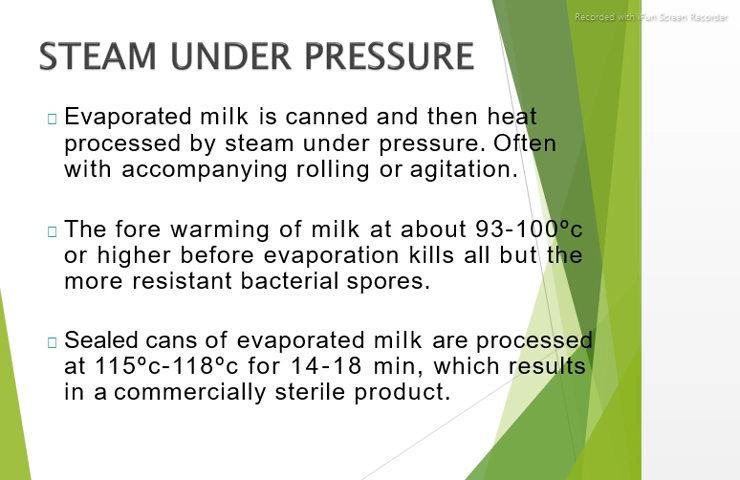 Recorded with iFun Screen Recorder
STEAM UNDER PRESSURE
Evaporated milk is canned and then heat
processed by steam under pressure. Often
with accompanying rolling or agitation.
The fore warming of milk at about 93-100ºc
or higher before evaporation kills all but the
more resistant bacterial spores.
Sealed cans of evaporated milk are processed
at 115ºc-118ºc for 14-18 min, which results
in a commercially sterile product.